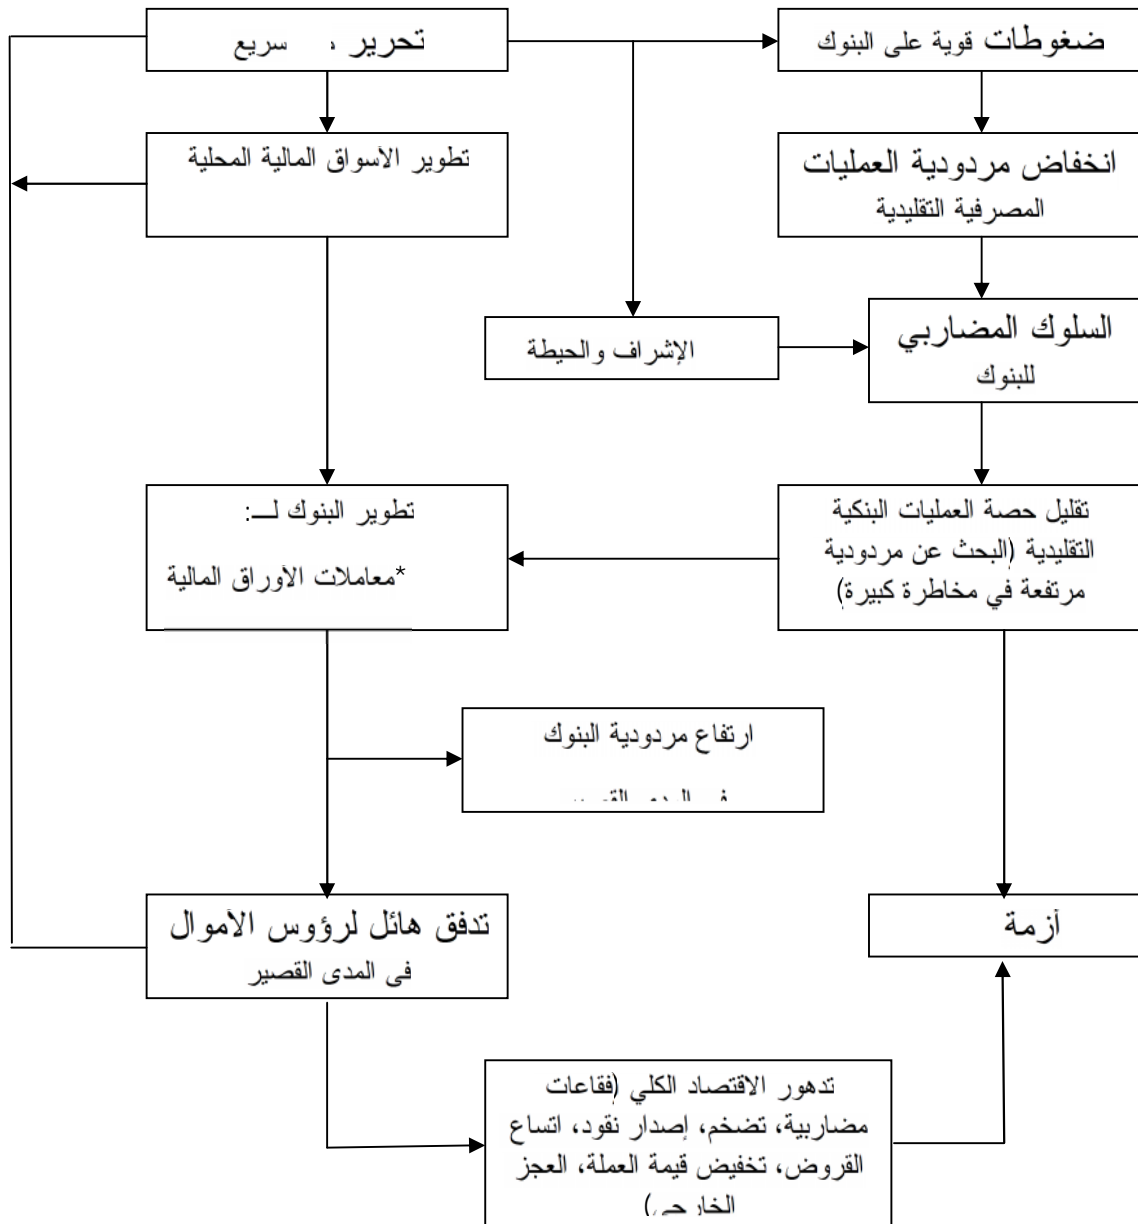 تحرير سريع
ضغوطات قوية على البنوك
تطوير الأسواق المالية المحلية
انخفاض مردودية العمليات
المصرفية التقليدية
السلوك المضاربي
للبنوك
الإشراف والحيطة
تطوير البنوك لــ:
*معاملات الأوراق المالية
تقليل حصة العمليات البنكية
التقليدية (البحث عن مردودية
مرتفعة في مخاطرة كبيرة)
ارتفاع مردودية البنوك
تدفق هائل لرؤوس الأموال
في المدى القصير
أزمة
تدهور الاقتصاد الكلي (فقاعات
مضاربية، تضخم، إصدار نقود، اتساع
القروض، تخفيض قيمة العملة، العجز
الخارجي)